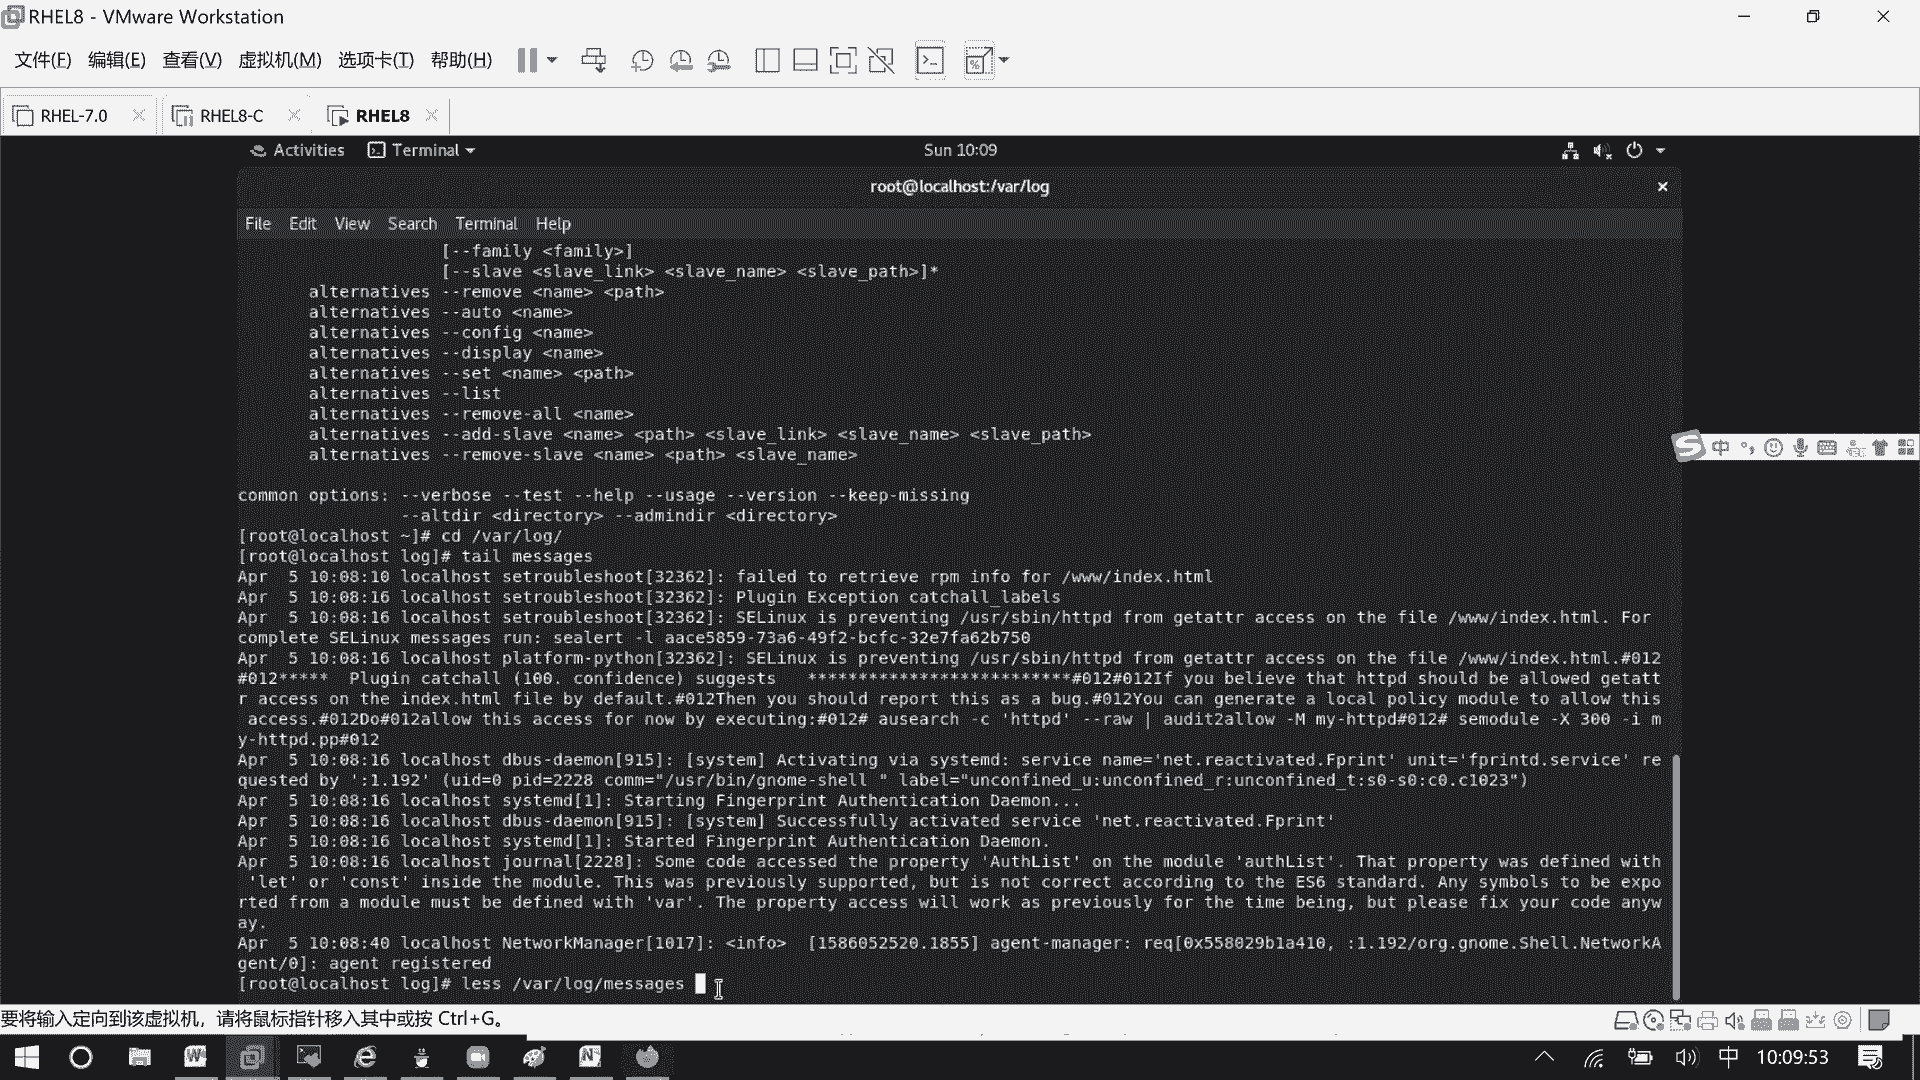 RHEL8 - VMware Workstation
文件(F) 编辑(E) 查看(V) 虚拟机(M) 选项卡(T) 帮助(H)
RHEL-7.0 RHEL8-C RHEL8
Activities Terminal Sun 10:09
root@localhost:/var/log
File Edit View Search Terminal Help
[--family <family>]
[--slave <slave_link> <slave_name> <slave_path>]*
alternatives --remove <name> <path>
alternatives --auto <name>
alternatives --config <name>
alternatives --display <name>
alternatives --set <name> <path>
alternatives --list
alternatives --remove-all <name>
alternatives --add-slave <name> <path> <slave_link> <slave_name> <slave_path>
alternatives --remove-slave <name> <path> <slave_name>
common options: --verbose --test --help --usage --version --keep-missing
--altdir <directory> --admindir <directory>
[root@localhost ~]# cd /var/log/
[root@localhost log]# tail messages
Apr  5 10:08:10 localhost setroubleshoot[32362]: failed to retrieve rpm info for /www/index.html
Apr  5 10:08:16 localhost setroubleshoot[32362]: Plugin Exception catchall_labels
Apr  5 10:08:16 localhost setroubleshoot[32362]: SELinux is preventing /usr/sbin/httpd from getattr access on the file /www/index.html. For
complete SELinux messages run: sealert -l aace5859-73a6-49f2-bcfc-32e7fa62b750
Apr  5 10:08:16 localhost platform-python[32362]: SELinux is preventing /usr/sbin/httpd from getattr access on the file /www/index.html.#012
#012*****  Plugin catchall (100. confidence) suggests   **************************#012#012If you believe that httpd should be allowed getatt
r access on the index.html file by default.#012Then you should report this as a bug.#012You can generate a local policy module to allow this
access.#012Do#012allow this access for now by executing:#012# ausearch -c 'httpd' --raw | audit2allow -M my-httpd#012# semodule -X 300 -i m
y-httpd.pp#012
Apr  5 10:08:16 localhost dbus-daemon[915]: [system] Activating via systemd: service name='net.reactivated.Fprint' unit='fprintd.service' re
quested by ':1.192' (uid=0 pid=2228 comm="/usr/bin/gnome-shell " label="unconfined_u:unconfined_r:unconfined_t:s0-s0:c0.c1023")
Apr  5 10:08:16 localhost systemd[1]: Starting Fingerprint Authentication Daemon...
Apr  5 10:08:16 localhost dbus-daemon[915]: [system] Successfully activated service 'net.reactivated.Fprint'
Apr  5 10:08:16 localhost systemd[1]: Started Fingerprint Authentication Daemon.
Apr  5 10:08:16 localhost journal[2228]: Some code accessed the property 'AuthList' on the module 'authList'. That property was defined with
'let' or 'const' inside the module. This was previously supported, but is not correct according to the ES6 standard. Any symbols to be expo
rted from a module must be defined with 'var'. The property access will work as previously for the time being, but please fix your code anyw
ay.
Apr  5 10:08:40 localhost NetworkManager[1017]: <info>  [1586052520.1855] agent-manager: req[0x558029b1a410, :1.192/org.gnome.Shell.NetworkA
gent/0]: agent registered
[root@localhost log]# less /var/log/messages
中
要将输入定向到该虚拟机，请将鼠标指针移入其中或按 Ctrl+G。
中 10:09:53